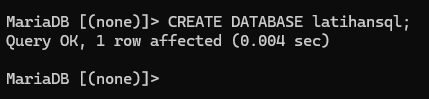 MariaDB [(none)]> CREATE DATABASE latihansql;
Query OK, 1 row affected (0.004 sec)
MariaDB [(none)]>